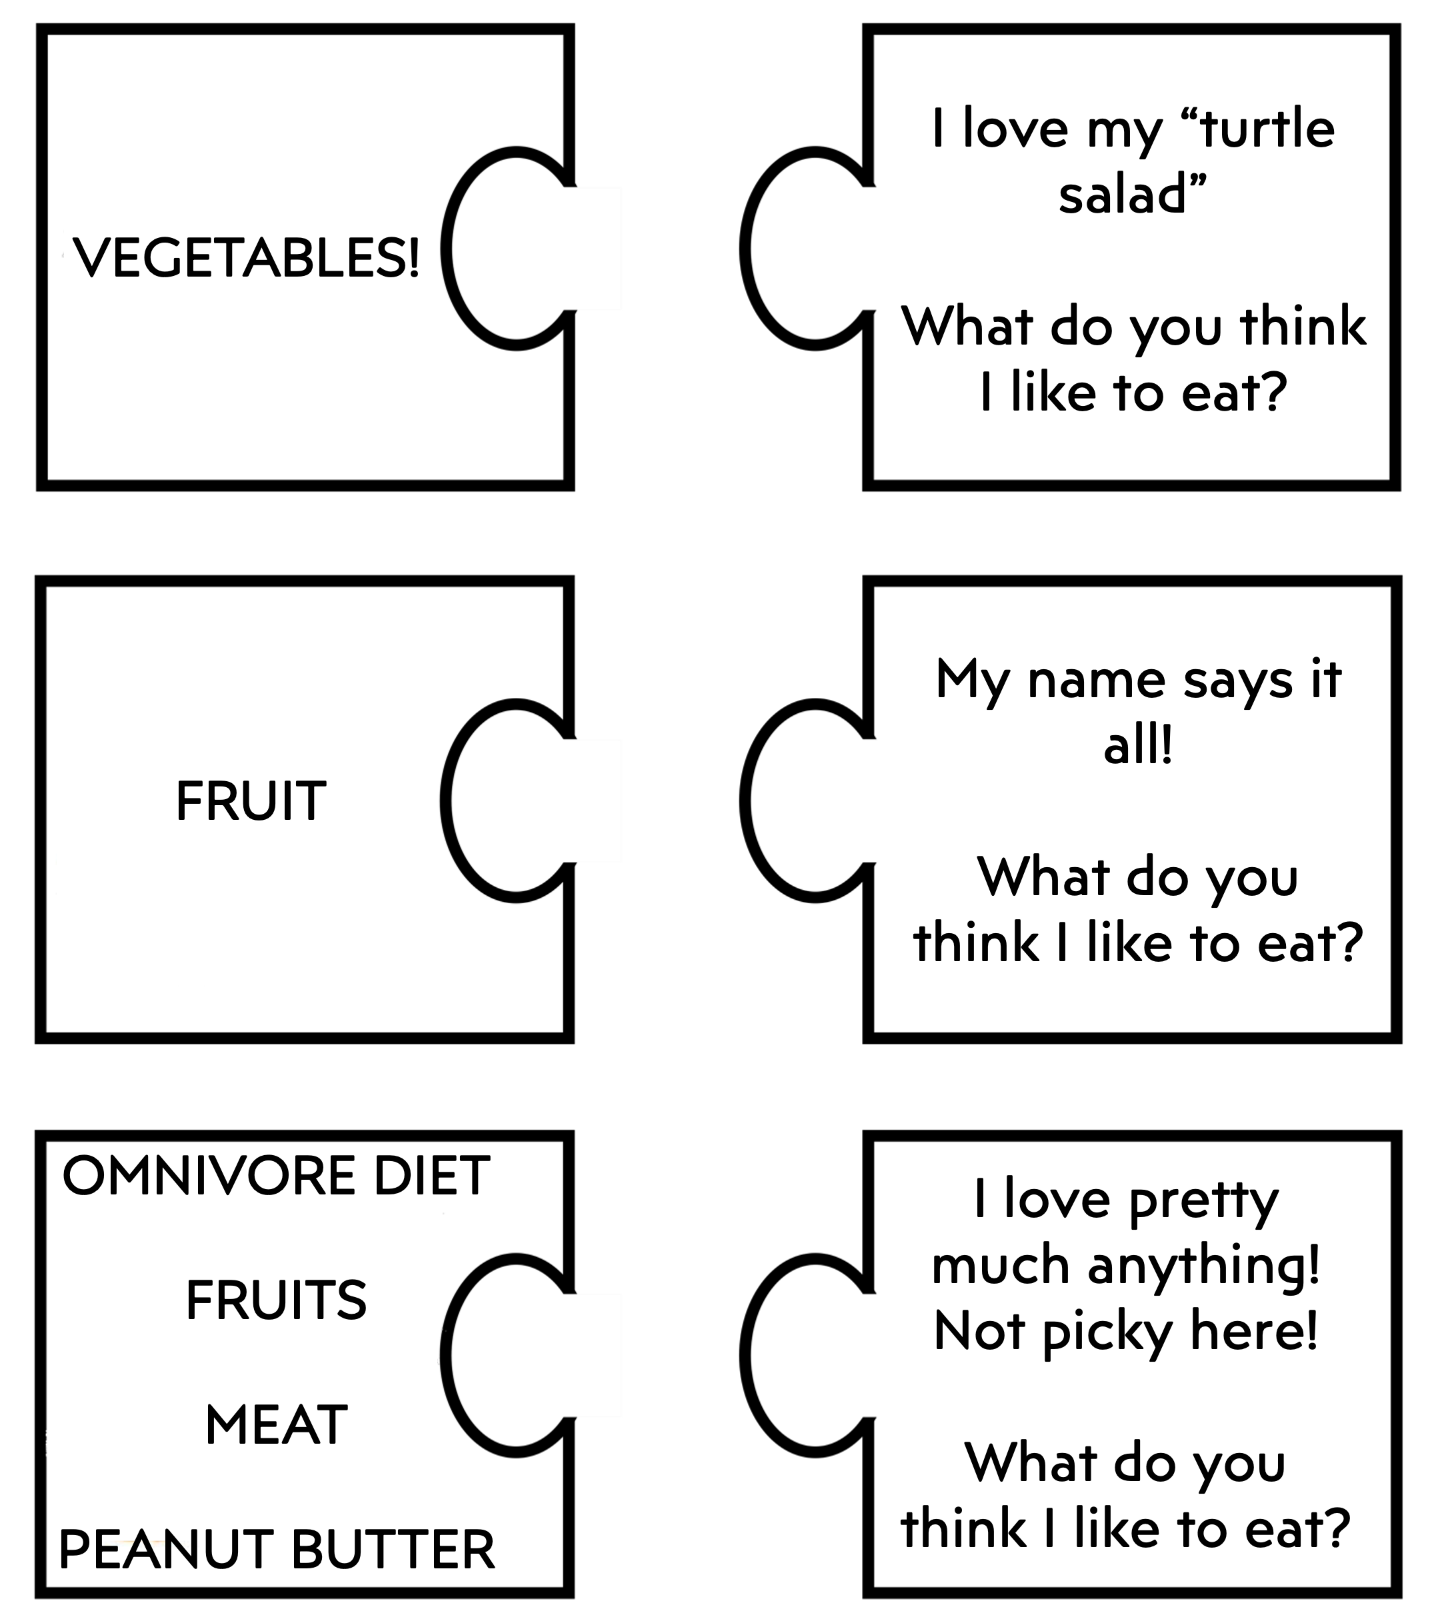 VEGETABLES!
I love my “turtle
salad”
What do you think
I like to eat?
FRUIT
My name says it
all!
What do you
think I like to eat?
OMNIVORE DIET
FRUITS
MEAT
PEANUT BUTTER
I love pretty
much anything!
Not picky here!
What do you
think I like to eat?